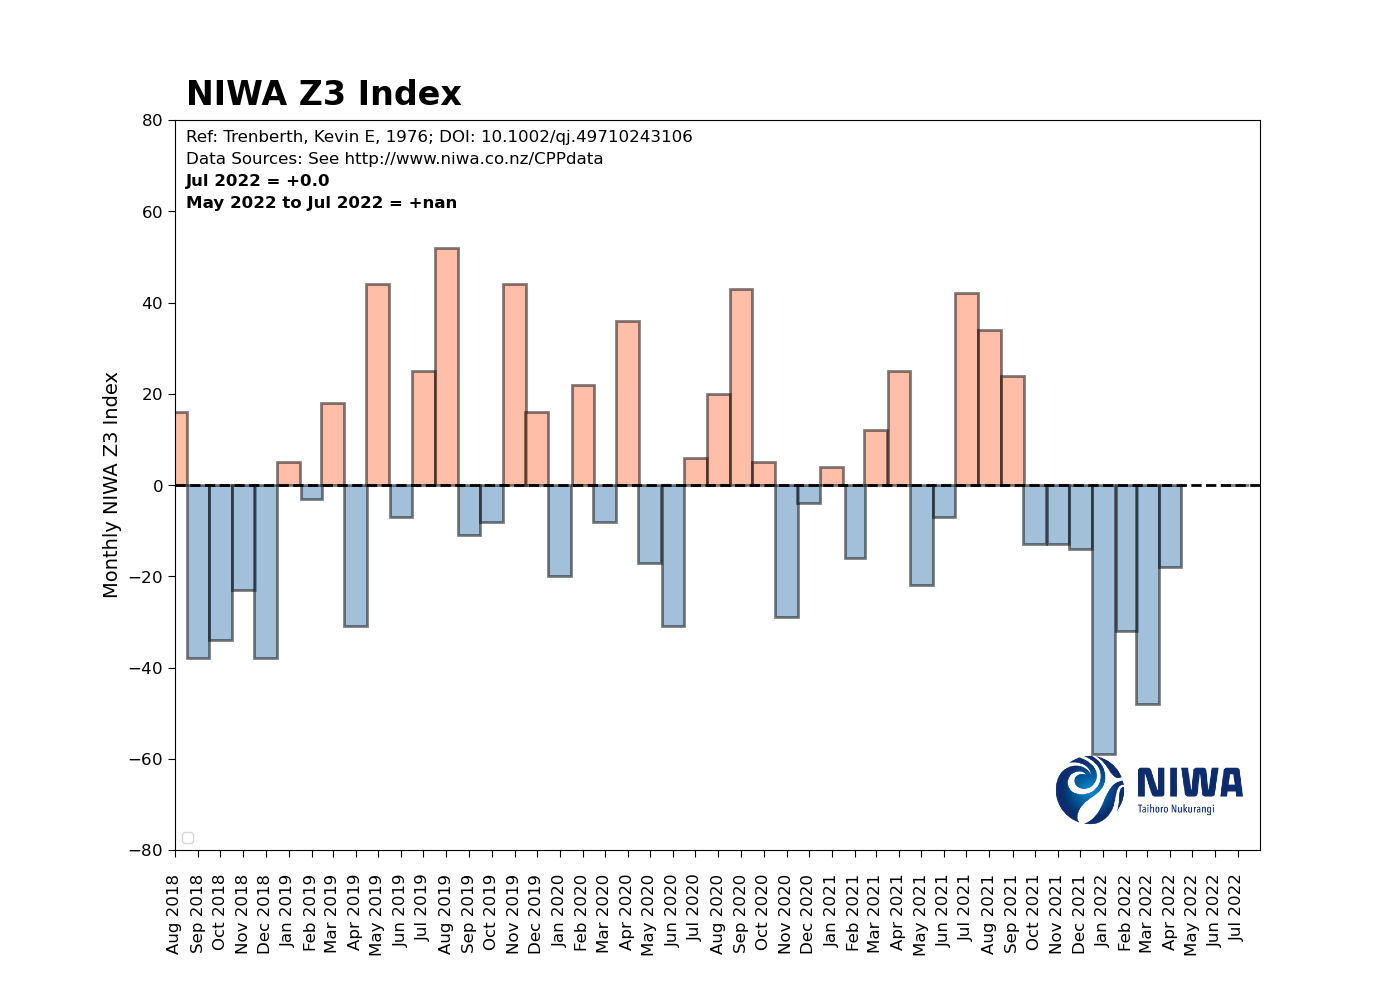 NIWA Z3 Index
Ref: Trenberth, Kevin E, 1976; DOI: 10.1002/qj.49710243106
Data Sources: See http://www.niwa.co.nz/CPPdata
Jul 2022 = +0.0
May 2022 to Jul 2022 = +nan
Monthly NIWA Z3 Index
80
60
40
20
0
−20
−40
−60
−80
NIWA
Taihoro Nukurangi
Aug 2018
Sep 2018
Oct 2018
Nov 2018
Dec 2018
Jan 2019
Feb 2019
Mar 2019
Apr 2019
May 2019
Jun 2019
Jul 2019
Aug 2019
Sep 2019
Oct 2019
Nov 2019
Dec 2019
Jan 2020
Feb 2020
Mar 2020
Apr 2020
May 2020
Jun 2020
Jul 2020
Aug 2020
Sep 2020
Oct 2020
Nov 2020
Dec 2020
Jan 2021
Feb 2021
Mar 2021
Apr 2021
May 2021
Jun 2021
Jul 2021
Aug 2021
Sep 2021
Oct 2021
Nov 2021
Dec 2021
Jan 2022
Feb 2022
Mar 2022
Apr 2022
May 2022
Jun 2022
Jul 2022